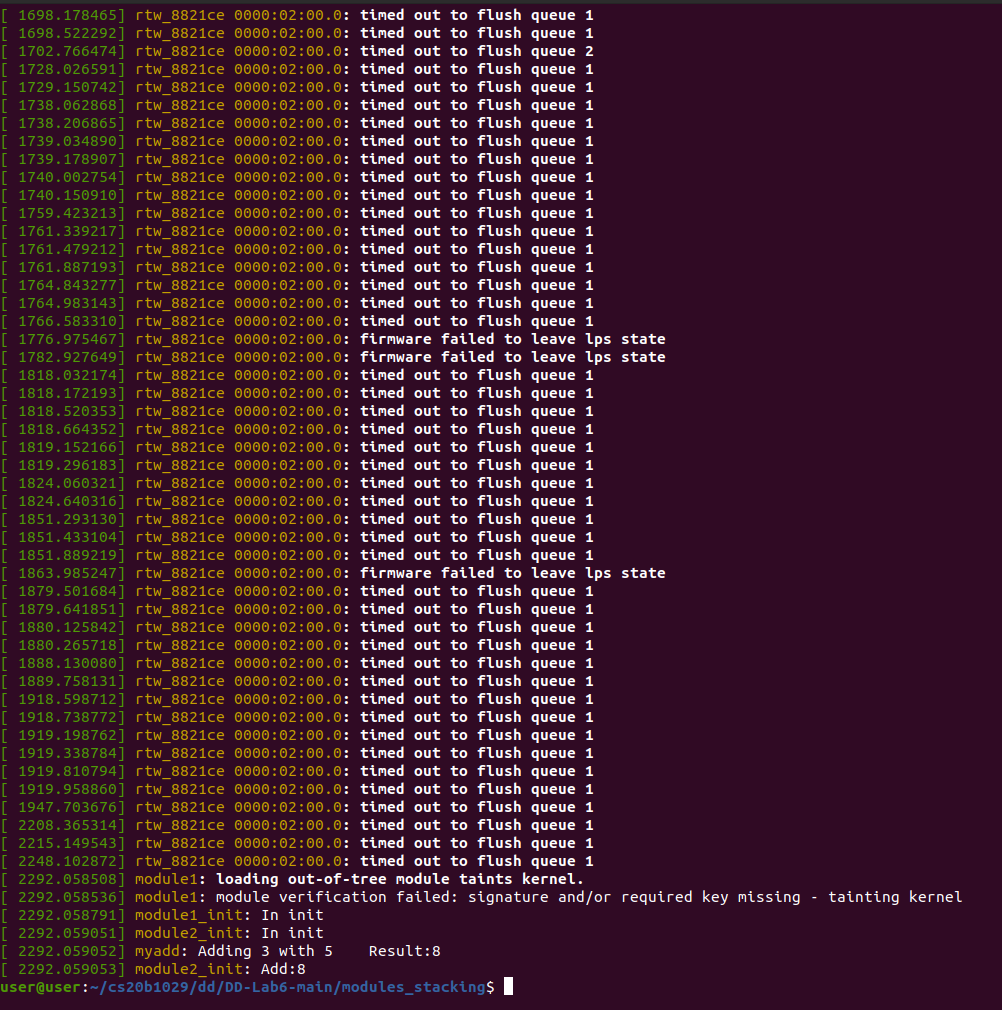 [ 1698.178465] rtw_8821ce 0000:02:00.0: timed out to flush queue 1
[ 1698.522292] rtw_8821ce 0000:02:00.0: timed out to flush queue 1
[ 1702.766474] rtw_8821ce 0000:02:00.0: timed out to flush queue 2
[ 1728.026591] rtw_8821ce 0000:02:00.0: timed out to flush queue 1
[ 1729.150742] rtw_8821ce 0000:02:00.0: timed out to flush queue 1
[ 1738.062868] rtw_8821ce 0000:02:00.0: timed out to flush queue 1
[ 1738.206865] rtw_8821ce 0000:02:00.0: timed out to flush queue 1
[ 1739.034890] rtw_8821ce 0000:02:00.0: timed out to flush queue 1
[ 1739.178907] rtw_8821ce 0000:02:00.0: timed out to flush queue 1
[ 1740.002754] rtw_8821ce 0000:02:00.0: timed out to flush queue 1
[ 1740.150910] rtw_8821ce 0000:02:00.0: timed out to flush queue 1
[ 1759.423213] rtw_8821ce 0000:02:00.0: timed out to flush queue 1
[ 1761.339217] rtw_8821ce 0000:02:00.0: timed out to flush queue 1
[ 1761.479212] rtw_8821ce 0000:02:00.0: timed out to flush queue 1
[ 1761.887193] rtw_8821ce 0000:02:00.0: timed out to flush queue 1
[ 1764.843277] rtw_8821ce 0000:02:00.0: timed out to flush queue 1
[ 1764.983143] rtw_8821ce 0000:02:00.0: timed out to flush queue 1
[ 1766.583310] rtw_8821ce 0000:02:00.0: timed out to flush queue 1
[ 1776.975467] rtw_8821ce 0000:02:00.0: firmware failed to leave lps state
[ 1782.927649] rtw_8821ce 0000:02:00.0: firmware failed to leave lps state
[ 1818.032174] rtw_8821ce 0000:02:00.0: timed out to flush queue 1
[ 1818.172193] rtw_8821ce 0000:02:00.0: timed out to flush queue 1
[ 1818.520353] rtw_8821ce 0000:02:00.0: timed out to flush queue 1
[ 1818.664352] rtw_8821ce 0000:02:00.0: timed out to flush queue 1
[ 1819.152166] rtw_8821ce 0000:02:00.0: timed out to flush queue 1
[ 1819.296183] rtw_8821ce 0000:02:00.0: timed out to flush queue 1
[ 1824.060321] rtw_8821ce 0000:02:00.0: timed out to flush queue 1
[ 1824.640316] rtw_8821ce 0000:02:00.0: timed out to flush queue 1
[ 1851.293130] rtw_8821ce 0000:02:00.0: timed out to flush queue 1
[ 1851.433104] rtw_8821ce 0000:02:00.0: timed out to flush queue 1
[ 1851.889219] rtw_8821ce 0000:02:00.0: timed out to flush queue 1
[ 1863.985247] rtw_8821ce 0000:02:00.0: firmware failed to leave lps state
[ 1879.501684] rtw_8821ce 0000:02:00.0: timed out to flush queue 1
[ 1879.641851] rtw_8821ce 0000:02:00.0: timed out to flush queue 1
[ 1880.125842] rtw_8821ce 0000:02:00.0: timed out to flush queue 1
[ 1880.265718] rtw_8821ce 0000:02:00.0: timed out to flush queue 1
[ 1888.130080] rtw_8821ce 0000:02:00.0: timed out to flush queue 1
[ 1889.758131] rtw_8821ce 0000:02:00.0: timed out to flush queue 1
[ 1918.598712] rtw_8821ce 0000:02:00.0: timed out to flush queue 1
[ 1918.738772] rtw_8821ce 0000:02:00.0: timed out to flush queue 1
[ 1919.198762] rtw_8821ce 0000:02:00.0: timed out to flush queue 1
[ 1919.338784] rtw_8821ce 0000:02:00.0: timed out to flush queue 1
[ 1919.810794] rtw_8821ce 0000:02:00.0: timed out to flush queue 1
[ 1919.958860] rtw_8821ce 0000:02:00.0: timed out to flush queue 1
[ 1947.703676] rtw_8821ce 0000:02:00.0: timed out to flush queue 1
[ 2208.365314] rtw_8821ce 0000:02:00.0: timed out to flush queue 1
[ 2215.149543] rtw_8821ce 0000:02:00.0: timed out to flush queue 1
[ 2248.102872] rtw_8821ce 0000:02:00.0: timed out to flush queue 1
[ 2292.058508] module1: loading out-of-tree module taints kernel.
[ 2292.058536] module1: module verification failed: signature and/or required key missing - tainting kernel
[ 2292.058791] module1_init: In init
[ 2292.059051] module2_init: In init
[ 2292.059052] myadd: Adding 3 with 5    Result:8
[ 2292.059053] module2_init: Add:8
user@user:~/cs20b1029/dd/DD-Lab6-main/modules_stacking$